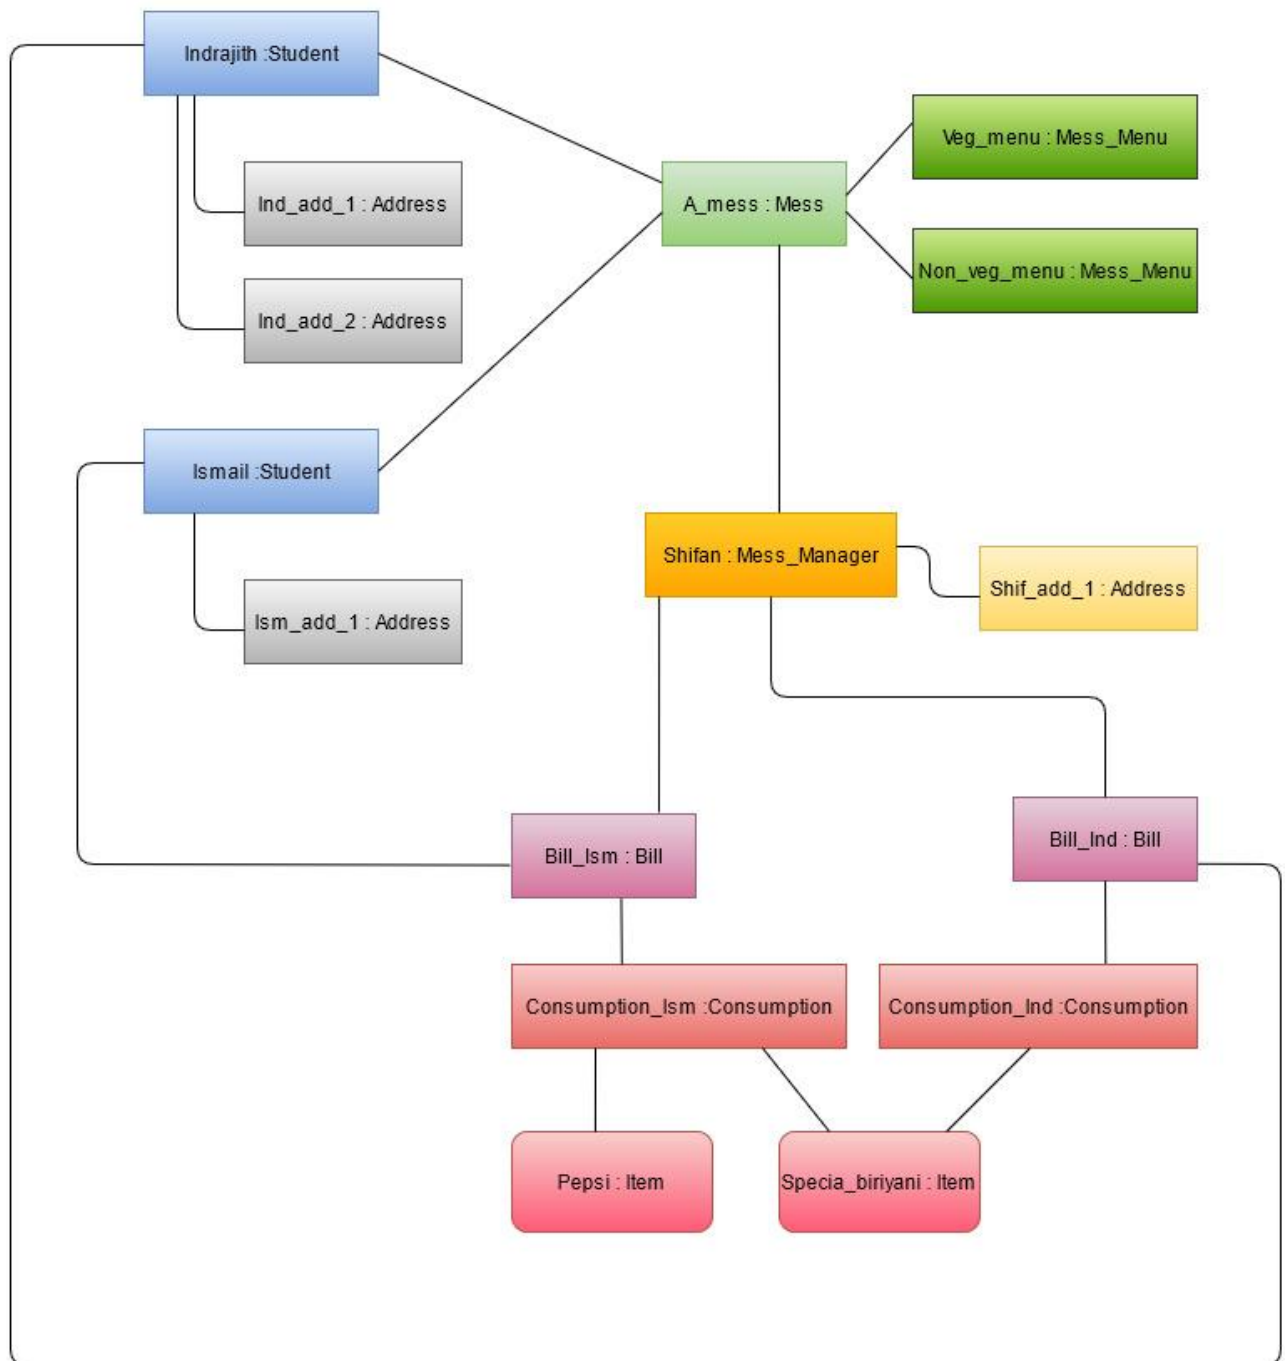 Indrajith :Student
Veg_menu : Mess_Menu
Ind_add_1 : Address
A_mess : Mess
Non_veg_menu : Mess_Menu
Ind_add_2 : Address
Ismail :Student
Shifan : Mess_Manager
Shif_add_1 : Address
Ism_add_1 : Address
Bill_Ism : Bill
Bill_Ind : Bill
Consumption_Ism :Consumption
Consumption_Ind :Consumption
Pepsi : Item
Specia_biriyani : Item